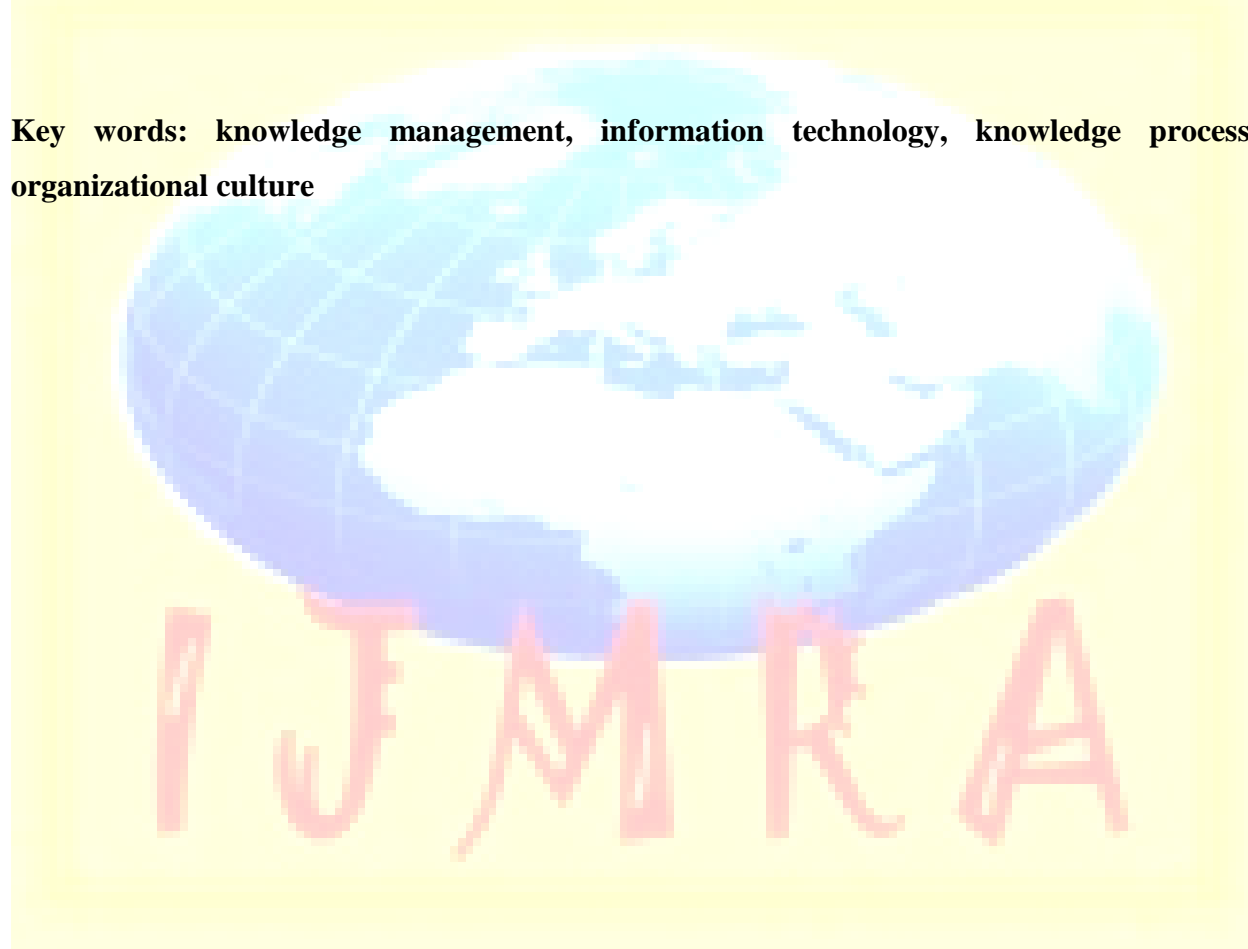 Key words: knowledge management, information technology, knowledge process
organizational culture
IJMRA